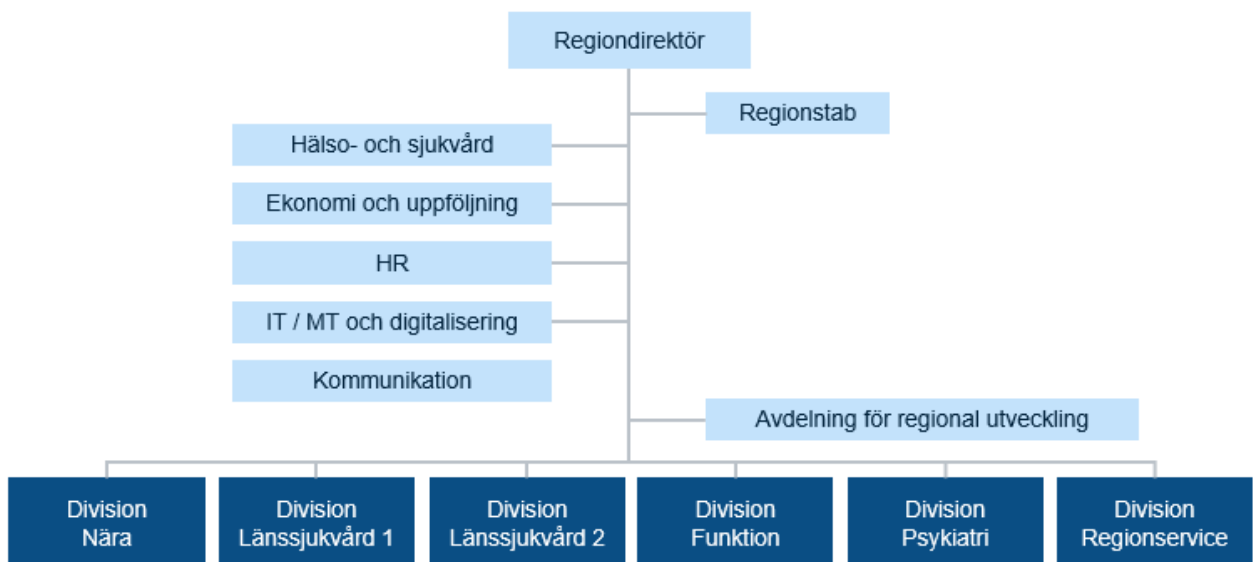 Regiondirektör
Regionstab
Hälso- och sjukvård
Ekonomi och uppföljning
HR
IT / MT och digitalisering
Kommunikation
Avdelning för regional utveckling
Division
Nära
Division
Länssjukvård 1
Division
Länssjukvård 2
Division
Funktion
Division
Psykiatri
Division
Regionservice